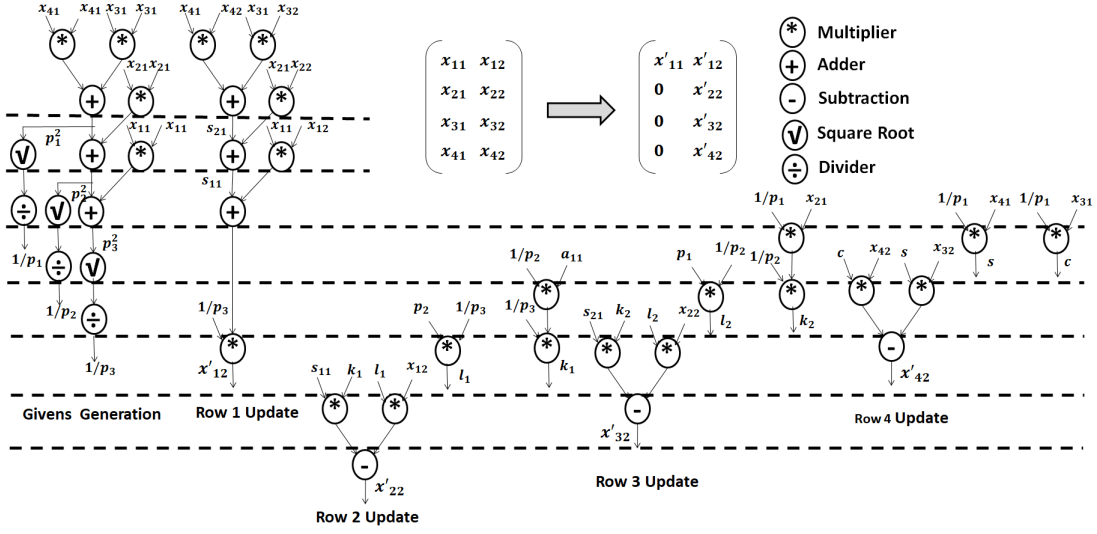 x₄₁ x₄₁ x₃₁ x₃₁ x₄₁ x₄₂ x₃₁ x₃₂
* * * *
x₂₁ x₂₁ x₂₁ x₂₂
+ * + *
p₁² x₁₁ x₁₁ s₂₁ x₁₁ x₁₂
√ + * + *
p₂² s₁₁
÷ √ + +
1/p₁ p₃²
÷ √
1/p₂
÷
1/p₃
1/p₃
*
x'₁₂
Givens Generation
Row 1 Update
x₁₁ x₁₂
x₂₁ x₂₂
x₃₁ x₃₂
x₄₁ x₄₂
x'₁₁ x'₁₂
0 x'₂₂
0 x'₃₂
0 x'₄₂
* Multiplier
+ Adder
- Subtraction
√ Square Root
÷ Divider
s₁₁ k₁ l₁ x₁₂
* *
-
x'₂₂
Row 2 Update
p₂ 1/p₃
*
l₁
1/p₂ a₁₁
*
1/p₃
*
k₁
s₂₁ k₂ l₂ x₂₂
* *
-
x'₃₂
Row 3 Update
p₁ 1/p₂
*
l₂
1/p₁ x₂₁
*
1/p₂
*
k₂
c x₄₂ s x₃₂
* *
-
x'₄₂
Row 4 Update
1/p₁ x₄₁
*
s
1/p₁ x₃₁
*
c